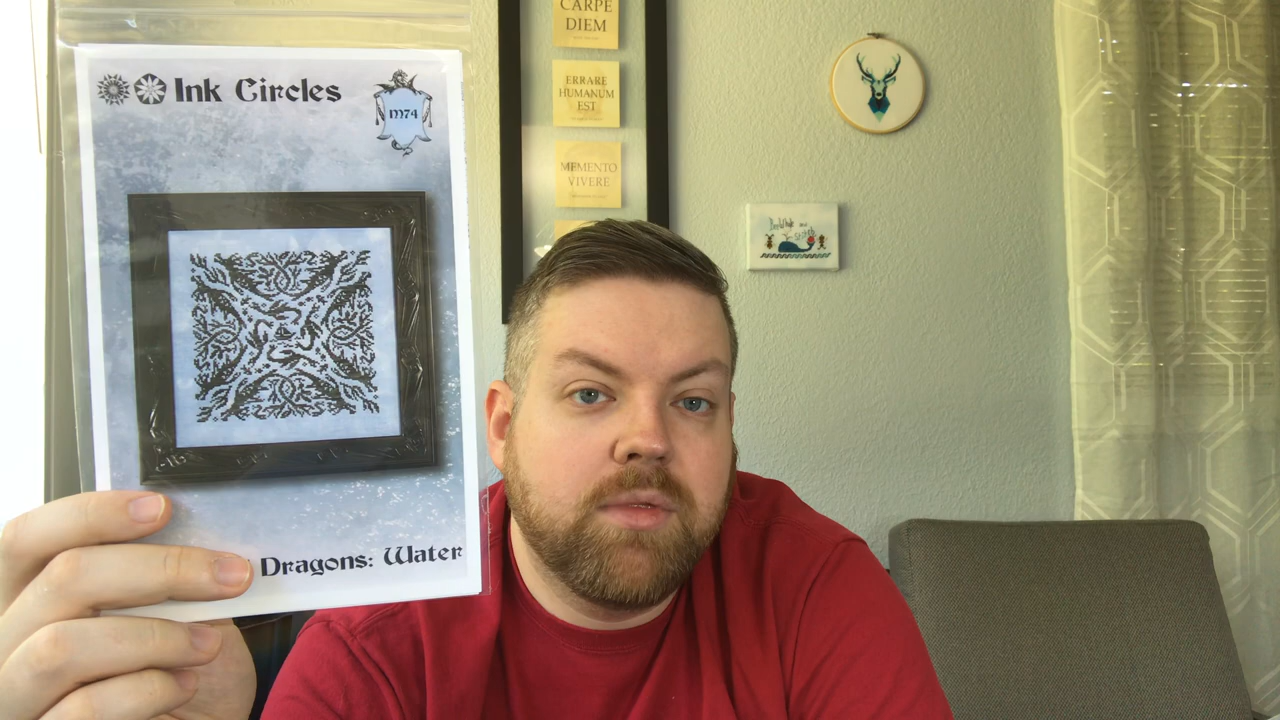 Ink Circles
M74
Dragons: Water
CARPE
DIEM
ERRARE
HUMANUM
EST
MEMENTO
VIVERE